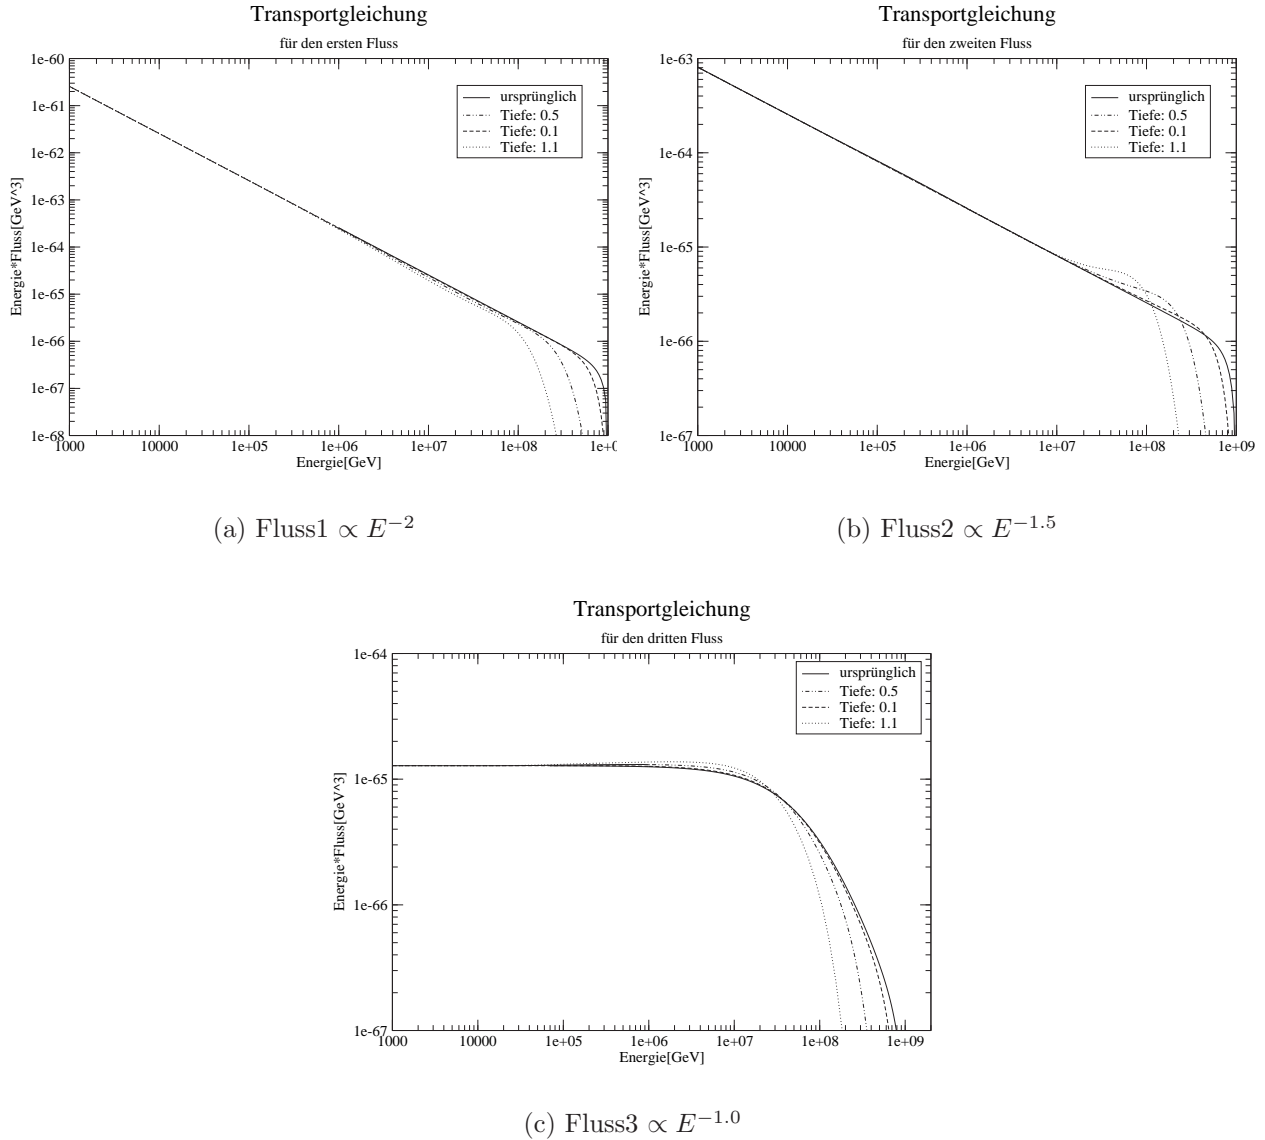 Transportgleichung
für den ersten Fluss
1e-60
1e-61
1e-62
1e-63
1e-64
1e-65
1e-66
1e-67
1e-68
Energie*Fluss[GeV^3]
ursprünglich
Tiefe: 0.5
Tiefe: 0.1
Tiefe: 1.1
1000 10000 1e+05 1e+06 1e+07 1e+08 1e+0
Energie[GeV]
(a) Fluss1 ∝ E^{-2}
Transportgleichung
für den zweiten Fluss
1e-63
1e-64
1e-65
1e-66
1e-67
Energie*Fluss[GeV^3]
ursprünglich
Tiefe: 0.5
Tiefe: 0.1
Tiefe: 1.1
1000 10000 1e+05 1e+06 1e+07 1e+08 1e+09
Energie[GeV]
(b) Fluss2 ∝ E^{-1.5}
Transportgleichung
für den dritten Fluss
1e-64
1e-65
1e-66
1e-67
Energie*Fluss[GeV^3]
ursprünglich
Tiefe: 0.5
Tiefe: 0.1
Tiefe: 1.1
1000 10000 1e+05 1e+06 1e+07 1e+08 1e+09
Energie[GeV]
(c) Fluss3 ∝ E^{-1.0}